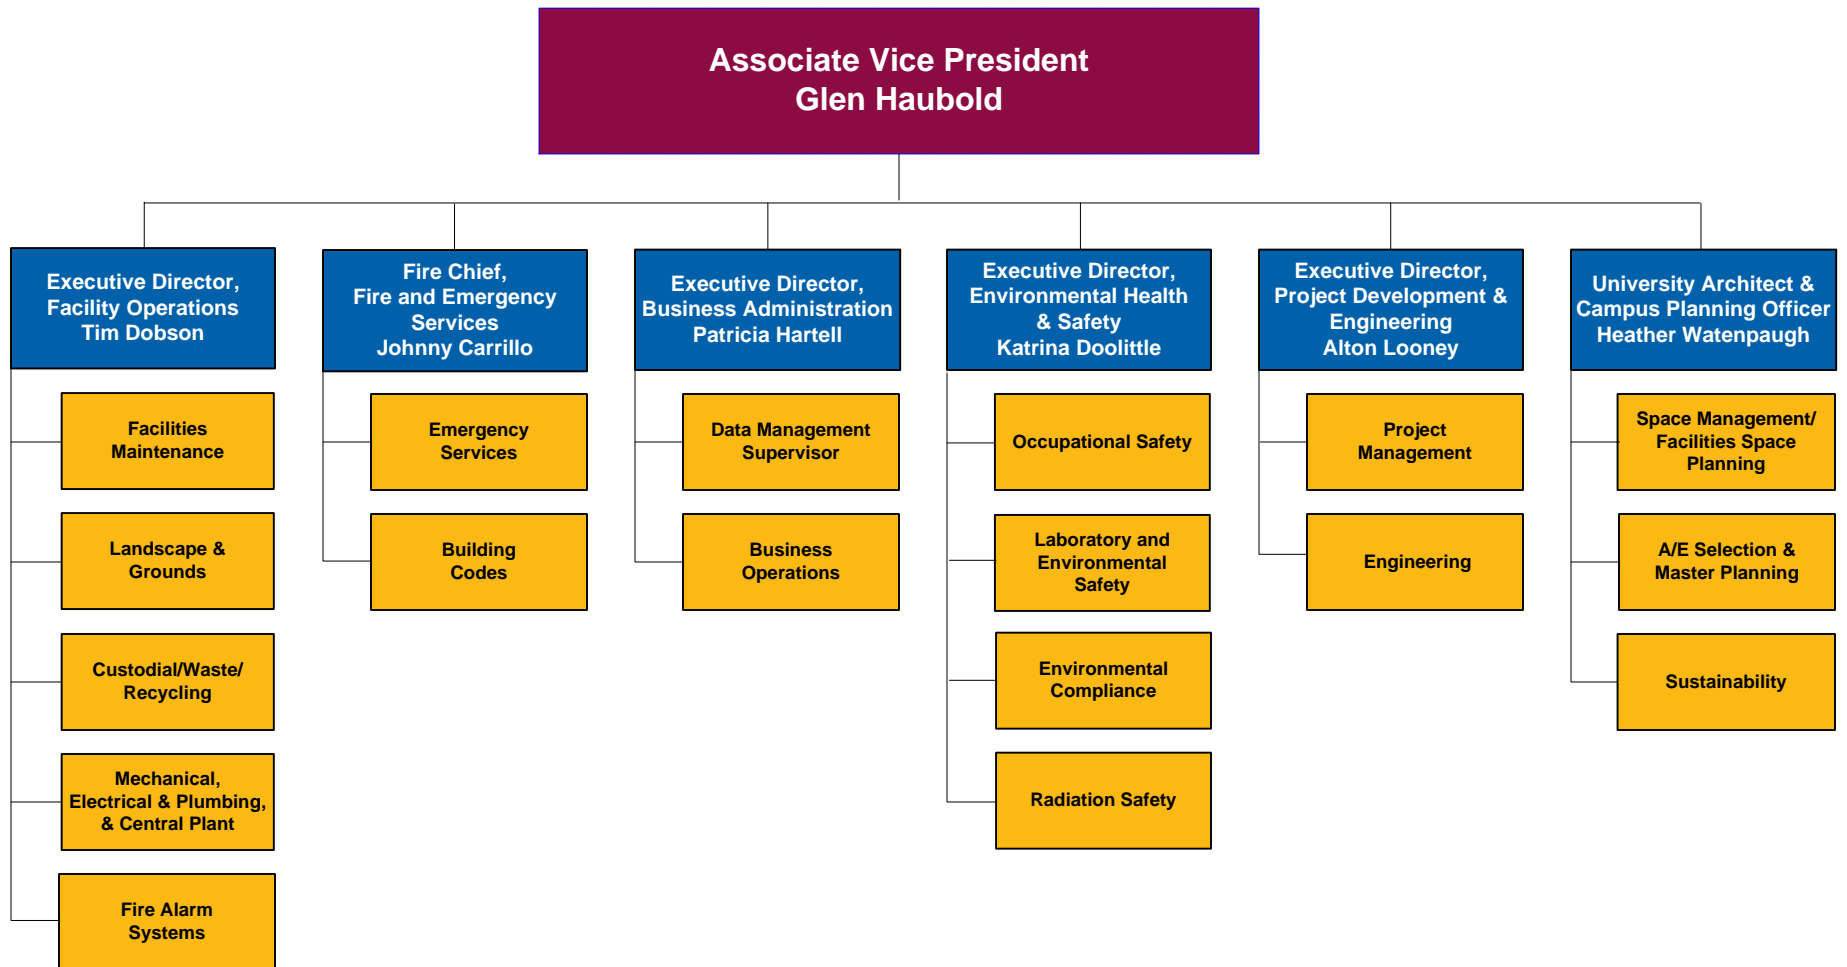 Associate Vice President
Glen Haubold
Executive Director,
Facility Operations
Tim Dobson
Fire Chief,
Fire and Emergency
Services
Johnny Carrillo
Executive Director,
Business Administration
Patricia Hartell
Executive Director,
Environmental Health
& Safety
Katrina Doolittle
Executive Director,
Project Development &
Engineering
Alton Looney
University Architect &
Campus Planning Officer
Heather Watenpaugh
Facilities
Maintenance
Landscape &
Grounds
Custodial/Waste/
Recycling
Mechanical,
Electrical & Plumbing,
& Central Plant
Fire Alarm
Systems
Emergency
Services
Building
Codes
Data Management
Supervisor
Business
Operations
Occupational Safety
Laboratory and
Environmental
Safety
Environmental
Compliance
Radiation Safety
Project
Management
Engineering
Space Management/
Facilities Space
Planning
A/E Selection &
Master Planning
Sustainability